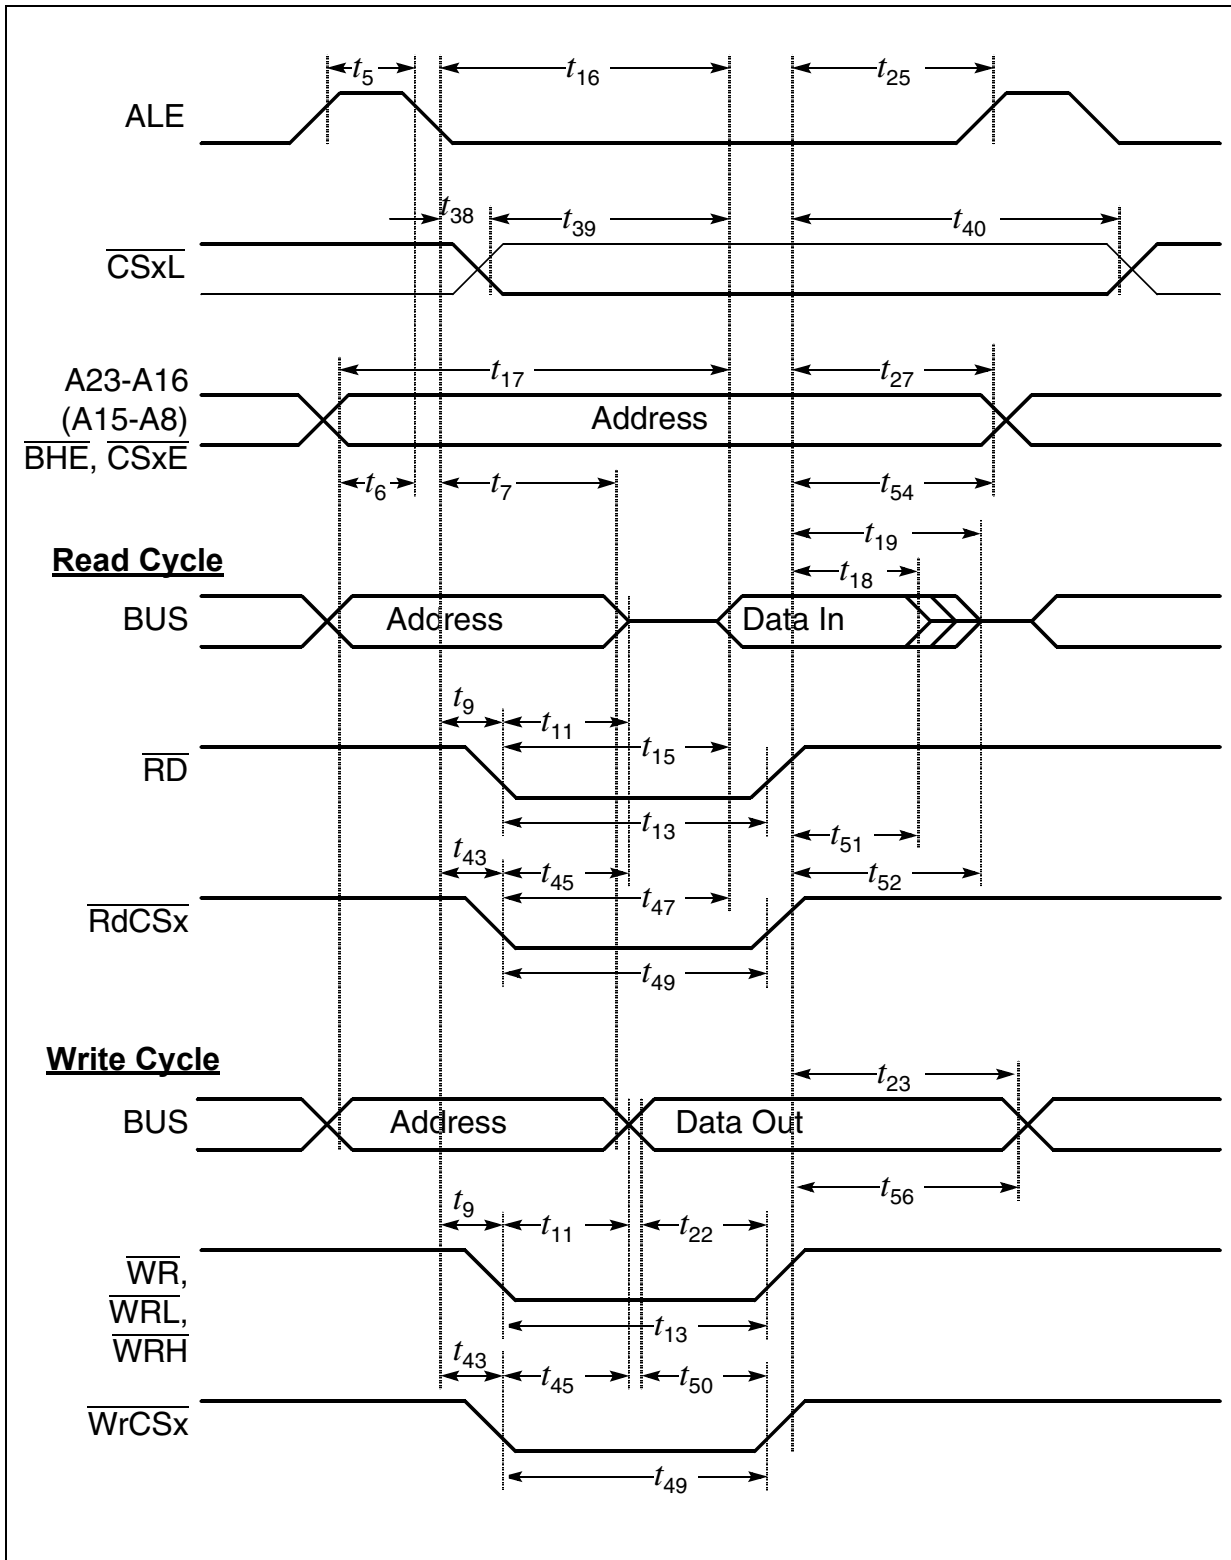 t5 t16 t25
ALE
t38 t39 t40
CSxL
t17 t27
A23-A16
(A15-A8)
BHE, CSxE
Address
t6 t7 t54
t19
Read Cycle
t18
BUS Address Data In
t9 t11
t15
RD
t13
t51
t43 t45 t52
t47
RdCSx
t49
Write Cycle
t23
BUS Address Data Out
t56
t9 t11 t22
WR,
WRL,
WRH
t13
t43 t45 t50
WrCSx
t49